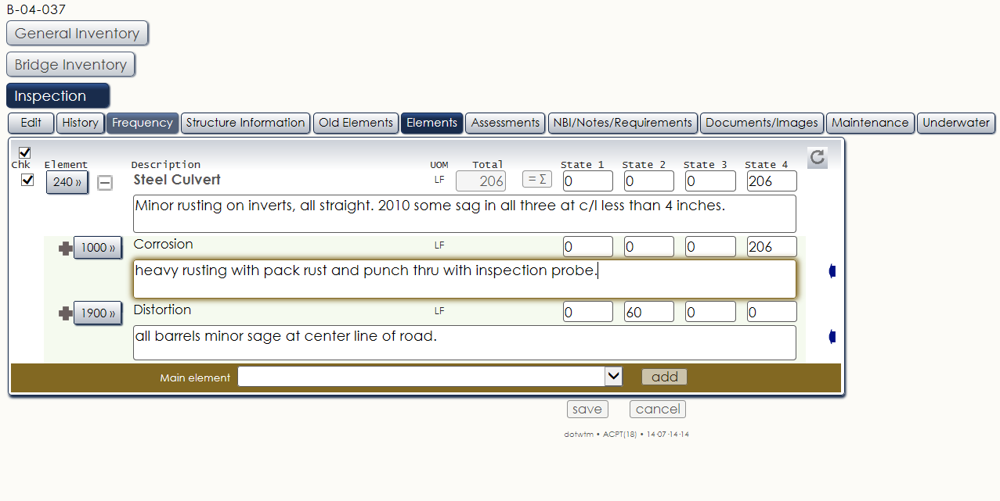 B-04-037
General Inventory
Bridge Inventory
Inspection
Edit History Frequency Structure Information Old Elements Elements Assessments NBI/Notes/Requirements Documents/Images Maintenance Underwater
Chk Element Description UOM Total State 1 State 2 State 3 State 4
240 » Steel Culvert LF 206 = Σ 0 0 0 206
Minor rusting on inverts, all straight. 2010 some sag in all three at c/l less than 4 inches.
1000 » Corrosion LF 0 0 0 206
heavy rusting with pack rust and punch thru with inspection probe.
1900 » Distortion LF 0 60 0 0
all barrels minor sage at center line of road.
Main element add
save cancel
dotwtm • ACPT(18) • 14-07-14-14